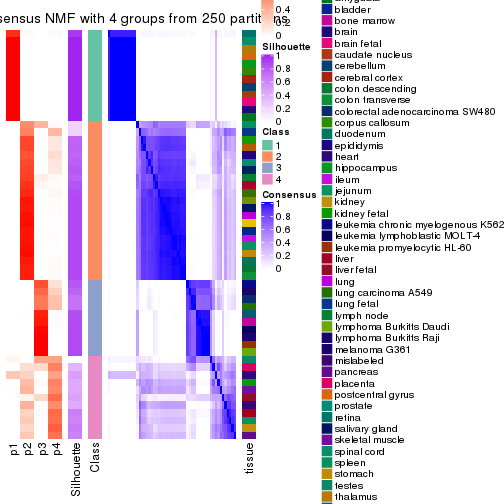 sensus NMF with 4 groups from 250 partitions
0.4
0.2
0
Silhouette
1
0.8
0.6
0.4
0.2
0
Class
1
2
3
4
Consensus
1
0.8
0.6
0.4
0.2
0
p1
p2
p3
p4
Silhouette
Class
tissue
bladder
bone marrow
brain
brain fetal
caudate nucleus
cerebellum
cerebral cortex
colon descending
colon transverse
colorectal adenocarcinoma SW480
corpus callosum
duodenum
epididymis
heart
hippocampus
ileum
jejunum
kidney
kidney fetal
leukemia chronic myelogenous K562
leukemia lymphoblastic MOLT-4
leukemia promyelocytic HL-60
liver
liver fetal
lung
lung carcinoma A549
lung fetal
lymph node
lymphoma Burkitts Daudi
lymphoma Burkitts Raji
melanoma G361
mislabeled
pancreas
placenta
postcentral gyrus
prostate
retina
salivary gland
skeletal muscle
spinal cord
spleen
stomach
testes
thalamus